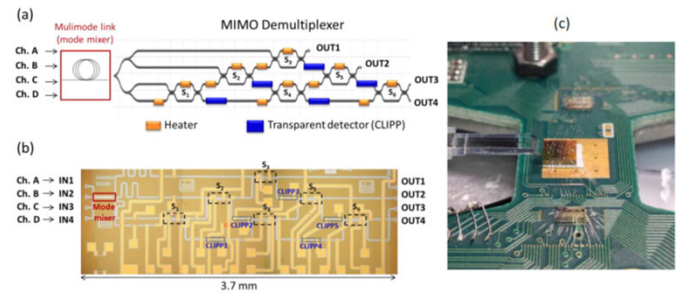 (a)
MIMO Demultiplexer
Mulimode link
(mode mixer)
Ch. A
Ch. B
Ch. C
Ch. D
S1
S2
S3
S4
S5
S6
OUT1
OUT2
OUT3
OUT4
Heater
Transparent detector (CLIPP)
(b)
Ch. A → IN1
Ch. B → IN2
Ch. C → IN3
Ch. D → IN4
Mode
mixer
S1
S2
S3
S4
S5
S6
CLIPP1
CLIPP2
CLIPP3
CLIPP4
CLIPP5
OUT1
OUT2
OUT3
OUT4
3.7 mm
(c)